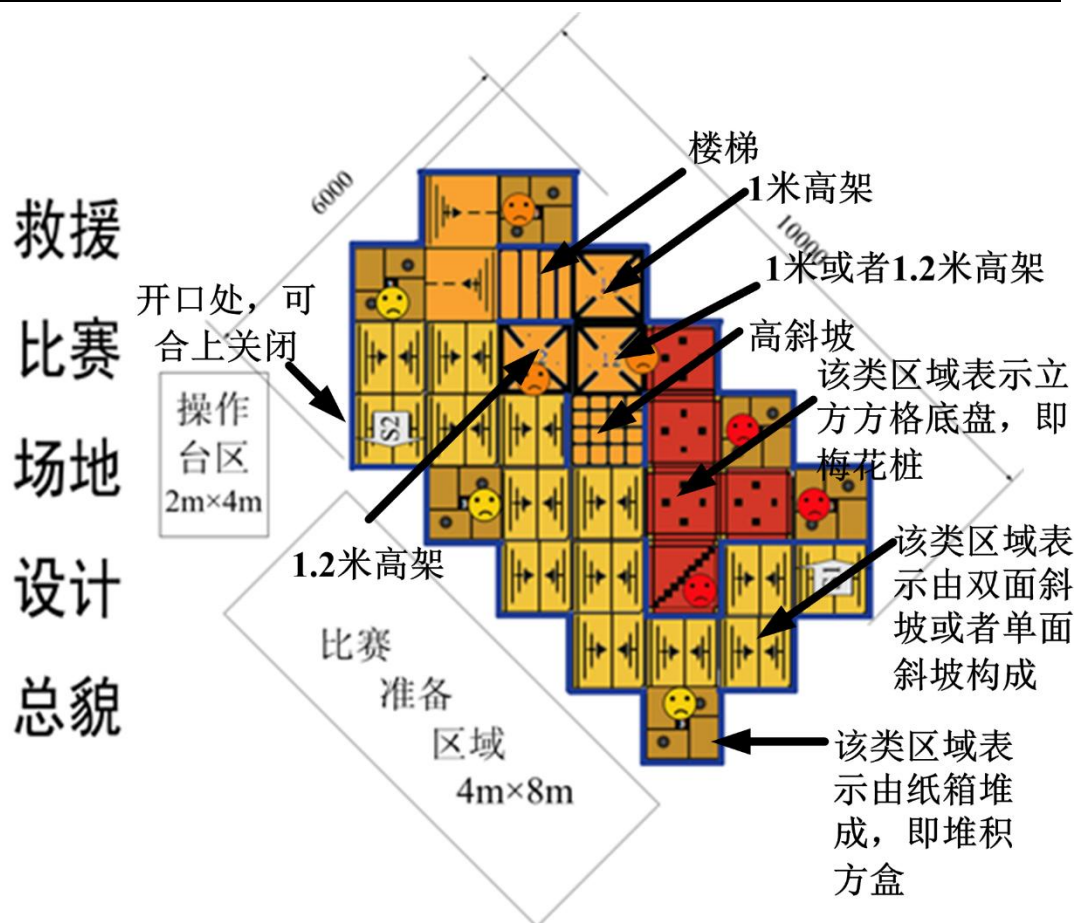 救援
比赛
场地
设计
总貌
6000
10000
楼梯
1米高架
1米或者1.2米高架
高斜坡
开口处，可
合上关闭
操作
台区
2m×4m
S2
该类区域表示立
方方格底盘，即
梅花桩
1.2米高架
S1
该类区域表
示由双面斜
坡或者单面
斜坡构成
比赛
准备
区域
4m×8m
该类区域表
示由纸箱堆
成，即堆积
方盒